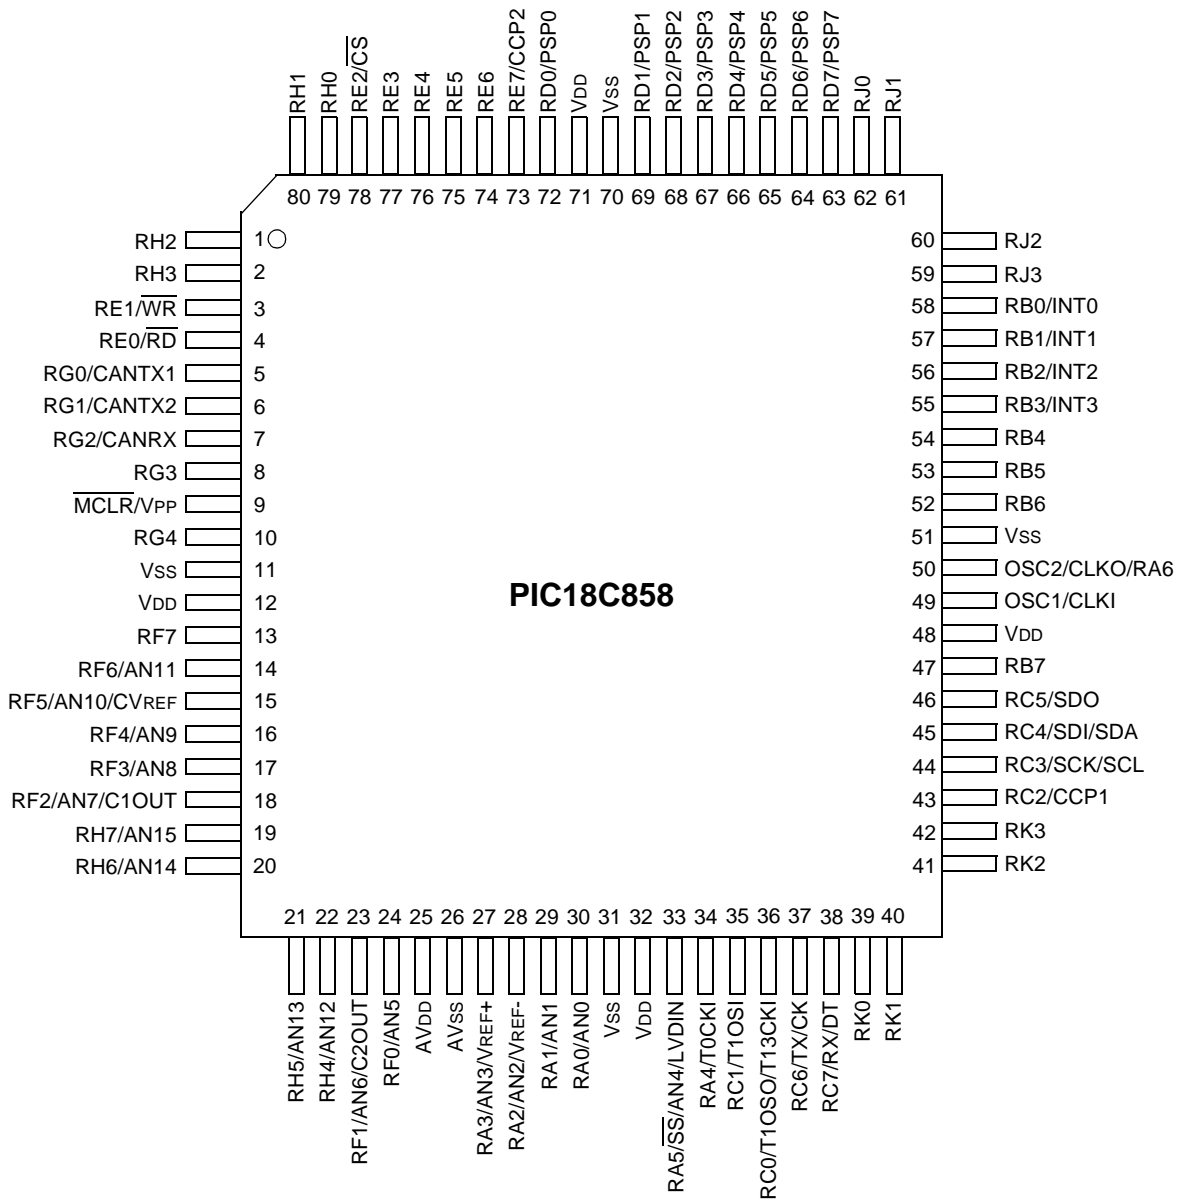 RH1
RH0
RE2/CS
RE3
RE4
RE5
RE6
RE7/CCP2
RD0/PSP0
VDD
VSS
RD1/PSP1
RD2/PSP2
RD3/PSP3
RD4/PSP4
RD5/PSP5
RD6/PSP6
RD7/PSP7
RJ0
RJ1
80 79 78 77 76 75 74 73 72 71 70 69 68 67 66 65 64 63 62 61
RH2 1
RH3 2
RE1/WR 3
RE0/RD 4
RG0/CANTX1 5
RG1/CANTX2 6
RG2/CANRX 7
RG3 8
MCLR/VPP 9
RG4 10
VSS 11
VDD 12
RF7 13
RF6/AN11 14
RF5/AN10/CVREF 15
RF4/AN9 16
RF3/AN8 17
RF2/AN7/C1OUT 18
RH7/AN15 19
RH6/AN14 20
PIC18C858
60 RJ2
59 RJ3
58 RB0/INT0
57 RB1/INT1
56 RB2/INT2
55 RB3/INT3
54 RB4
53 RB5
52 RB6
51 VSS
50 OSC2/CLKO/RA6
49 OSC1/CLKI
48 VDD
47 RB7
46 RC5/SDO
45 RC4/SDI/SDA
44 RC3/SCK/SCL
43 RC2/CCP1
42 RK3
41 RK2
21 22 23 24 25 26 27 28 29 30 31 32 33 34 35 36 37 38 39 40
RH5/AN13
RH4/AN12
RF1/AN6/C2OUT
RF0/AN5
AVDD
AVSS
RA3/AN3/VREF+
RA2/AN2/VREF-
RA1/AN1
RA0/AN0
VSS
VDD
RA5/SS/AN4/LVDIN
RA4/T0CKI
RC1/T1OSI
RC0/T1OSO/T13CKI
RC6/TX/CK
RC7/RX/DT
RK0
RK1